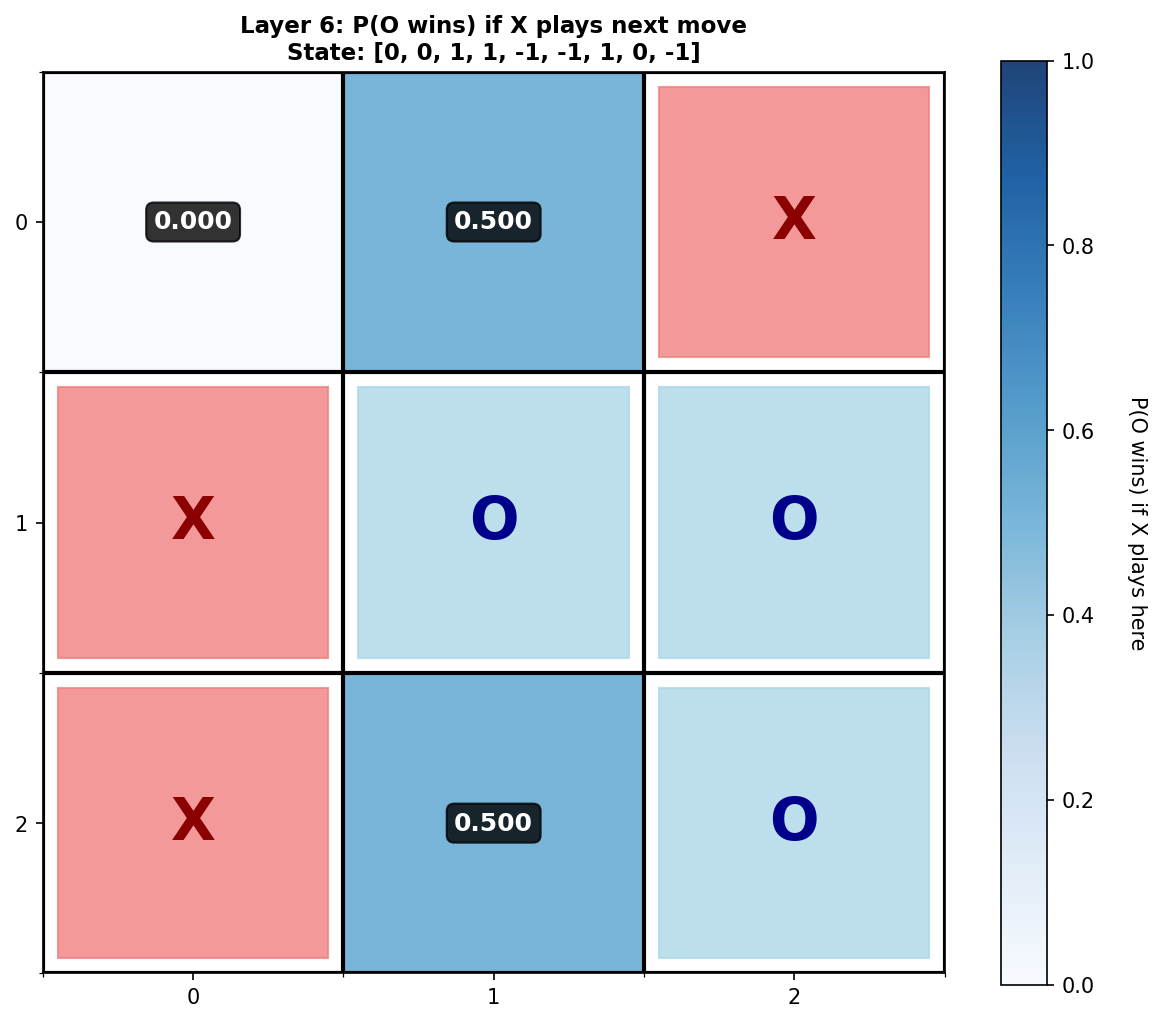 Layer 6: P(O wins) if X plays next move
State: [0, 0, 1, 1, -1, -1, 1, 0, -1]
0.000
0.500
X
X
O
O
X
0.500
O
0
1
2
0
1
2
1.0
0.8
0.6
0.4
0.2
0.0
P(O wins) if X plays here